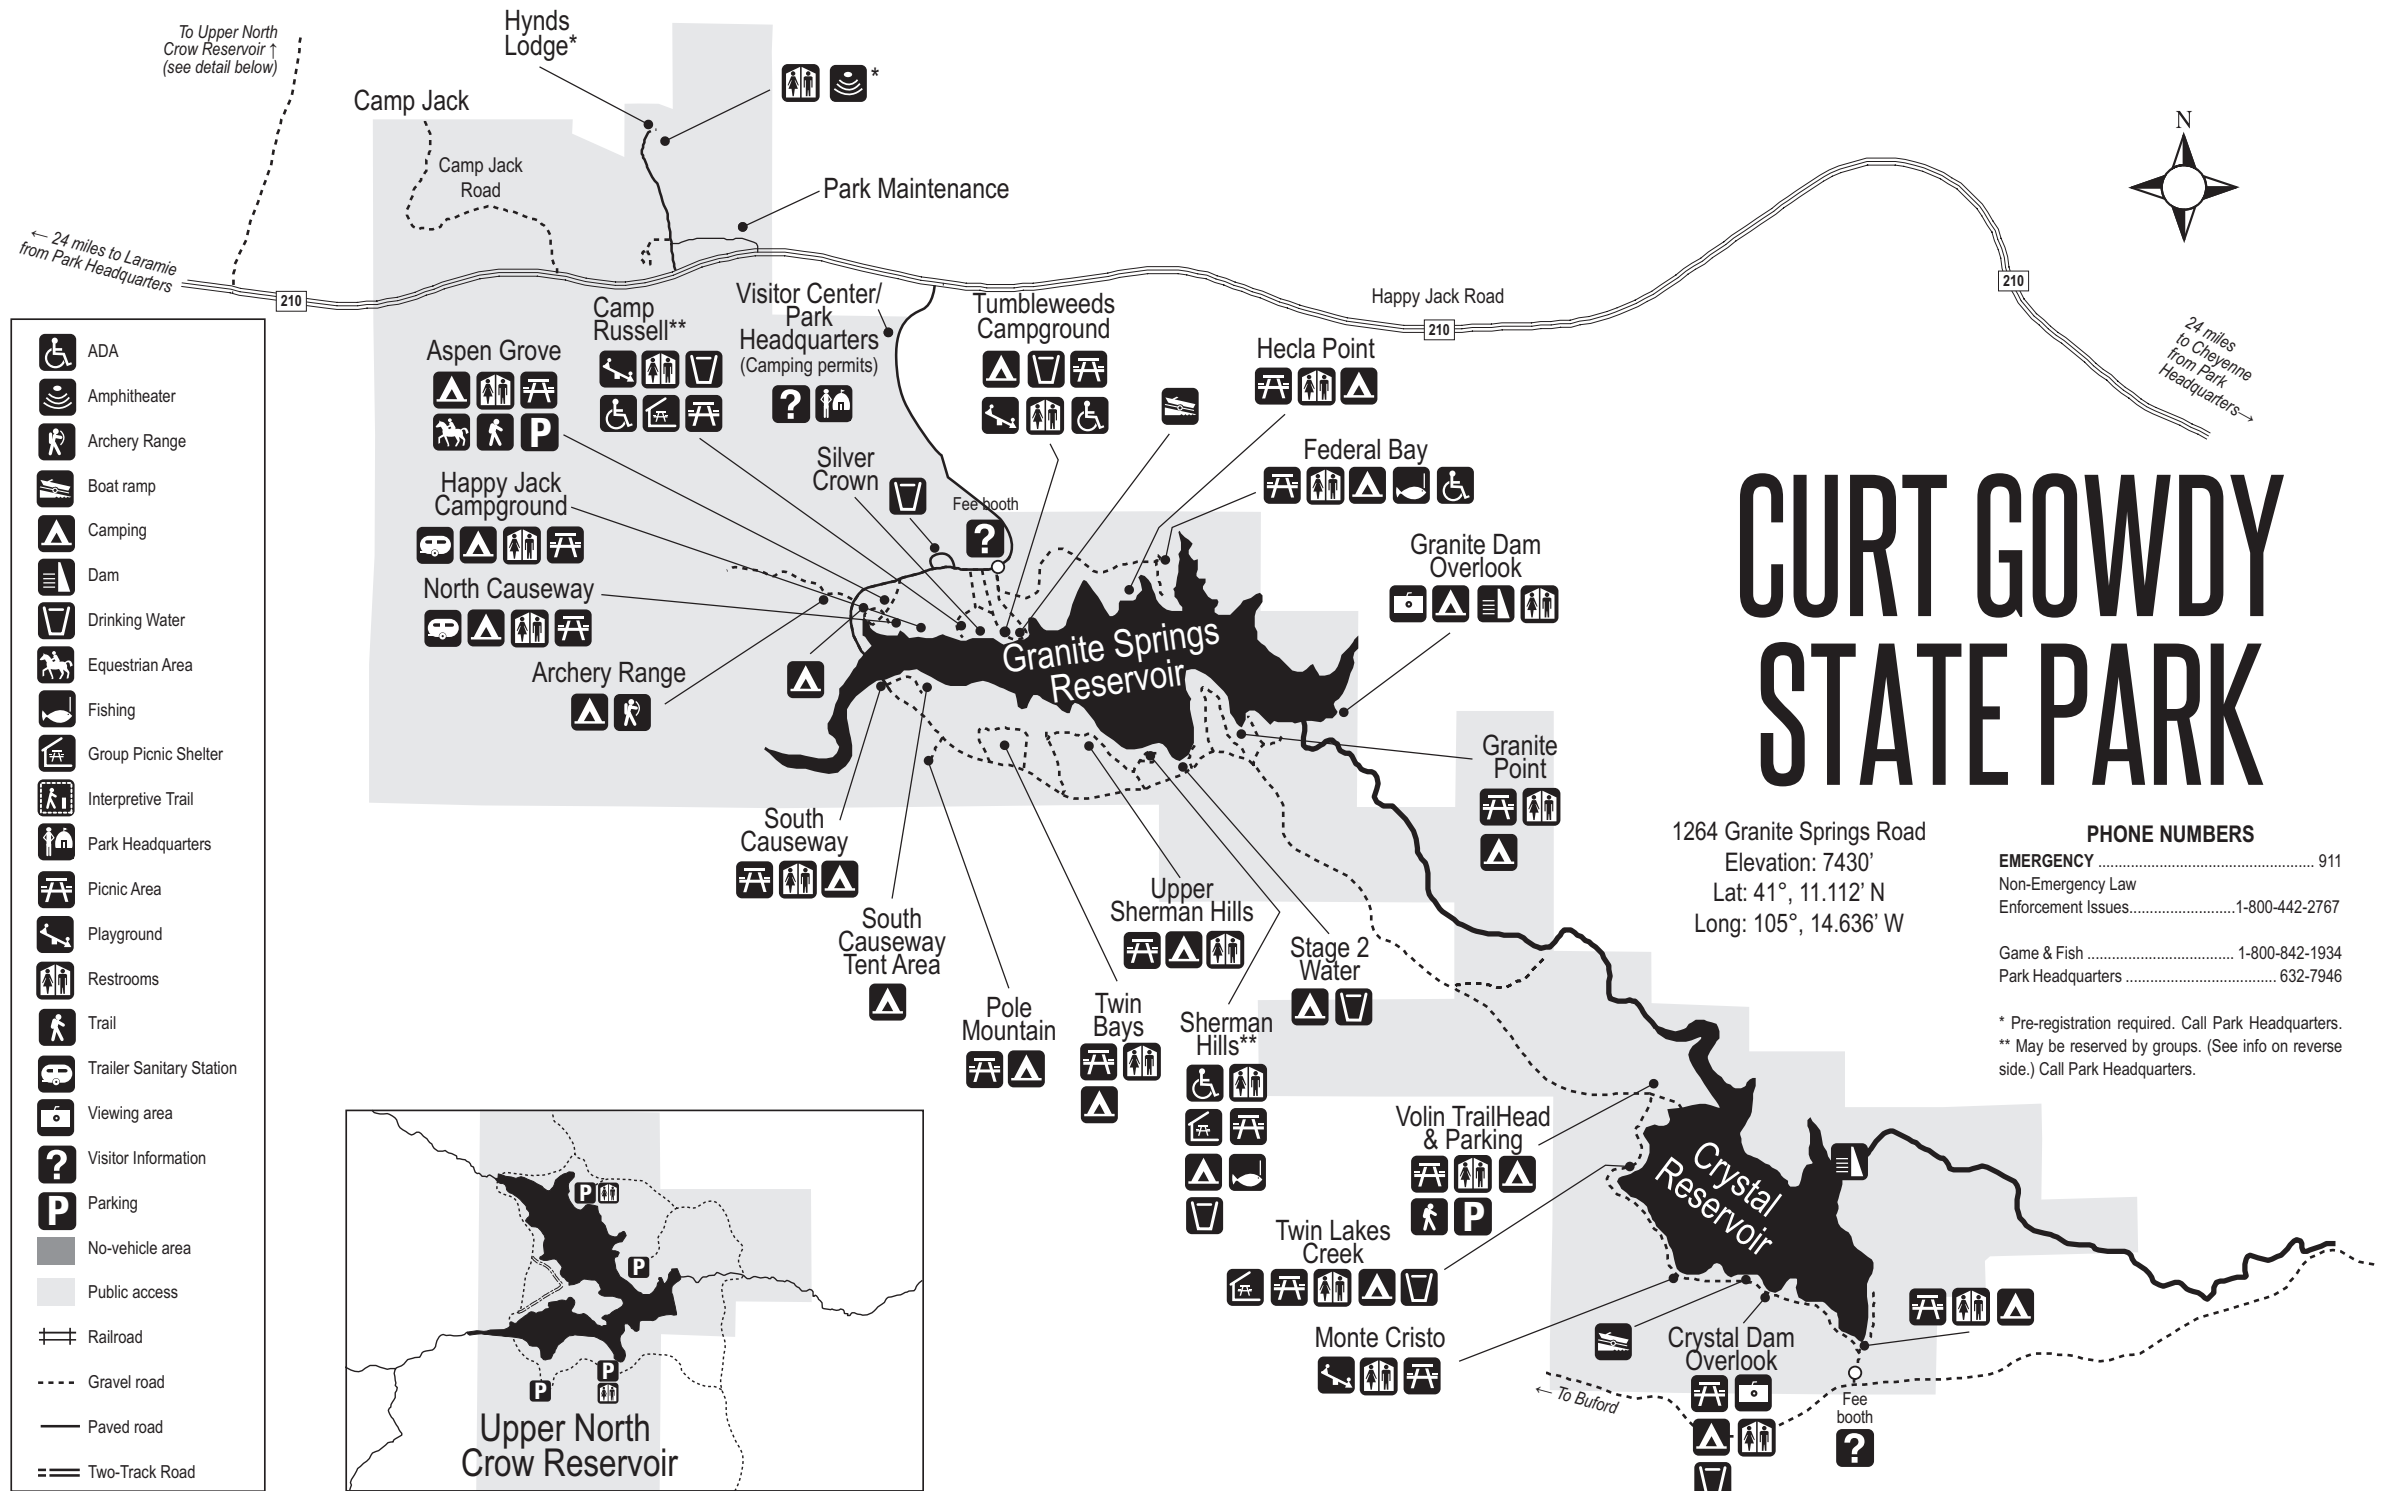 To Upper North
Crow Reservoir ↑
(see detail below)
Hynds
Lodge*
*
Camp Jack
Camp Jack
Road
Park Maintenance
N
← 24 miles to Laramie
from Park Headquarters
210
Happy Jack Road
210
210
24 miles
to Cheyenne
from Park
Headquarters→
Camp
Russell**
Visitor Center/
Park
Headquarters
(Camping permits)
?
Tumbleweeds
Campground
Hecla Point
Aspen Grove
P
Federal Bay
Silver
Crown
Fee booth
?
Happy Jack
Campground
North Causeway
Archery Range
Granite Dam
Overlook
Granite Springs
Reservoir
Granite
Point
South
Causeway
South
Causeway
Tent Area
Pole
Mountain
Twin
Bays
Upper
Sherman Hills
Sherman
Hills**
Stage 2
Water
Volin TrailHead
& Parking
P
Twin Lakes
Creek
Monte Cristo
Crystal
Reservoir
Crystal Dam
Overlook
← To Buford
Fee
booth
?
CURT GOWDY
STATE PARK
1264 Granite Springs Road
Elevation: 7430’
Lat: 41°, 11.112’ N
Long: 105°, 14.636’ W
PHONE NUMBERS
EMERGENCY ..................................................... 911
Non-Emergency Law
Enforcement Issues..........................1-800-442-2767
Game & Fish .................................... 1-800-842-1934
Park Headquarters ..................................... 632-7946
* Pre-registration required. Call Park Headquarters.
** May be reserved by groups. (See info on reverse
side.) Call Park Headquarters.
ADA
Amphitheater
Archery Range
Boat ramp
Camping
Dam
Drinking Water
Equestrian Area
Fishing
Group Picnic Shelter
Interpretive Trail
Park Headquarters
Picnic Area
Playground
Restrooms
Trail
Trailer Sanitary Station
Viewing area
? Visitor Information
P Parking
No-vehicle area
Public access
Railroad
Gravel road
Paved road
Two-Track Road
P
P
P
P
Upper North
Crow Reservoir